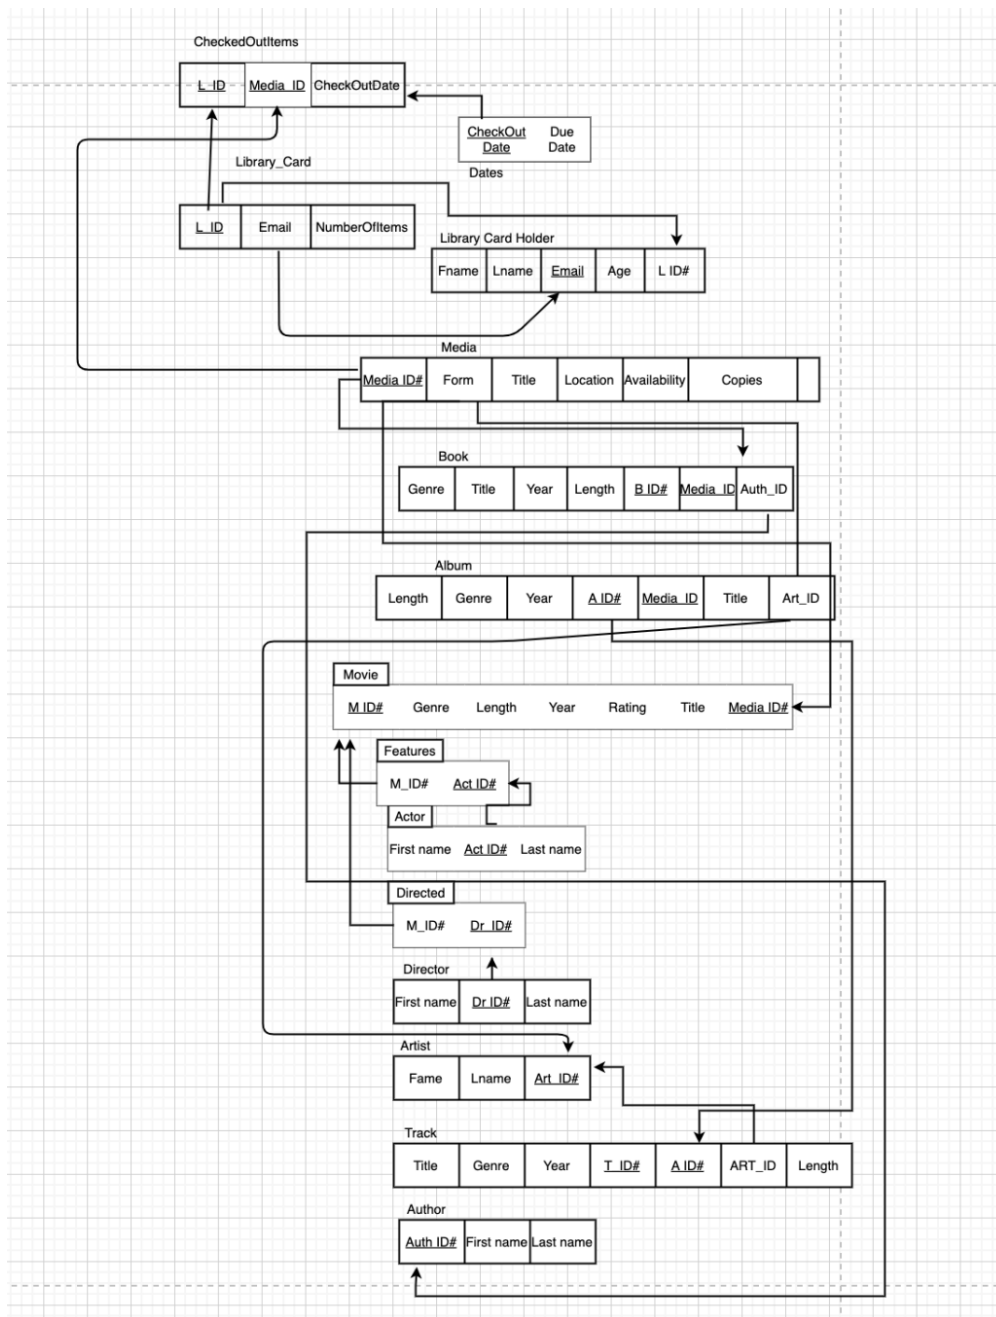 CheckedOutItems
L_ID Media_ID CheckOutDate
CheckOut Due
Date Date
Dates
Library_Card
L_ID Email NumberOfItems
Library Card Holder
Fname Lname Email Age L ID#
Media
Media ID# Form Title Location Availability Copies
Book
Genre Title Year Length B ID# Media_ID Auth_ID
Album
Length Genre Year A ID# Media_ID Title Art_ID
Movie
M ID# Genre Length Year Rating Title Media ID#
Features
M_ID# Act ID#
Actor
First name Act ID# Last name
Directed
M_ID# Dr_ID#
Director
First name Dr ID# Last name
Artist
Fame Lname Art_ID#
Track
Title Genre Year T_ID# A ID# ART_ID Length
Author
Auth ID# First name Last name